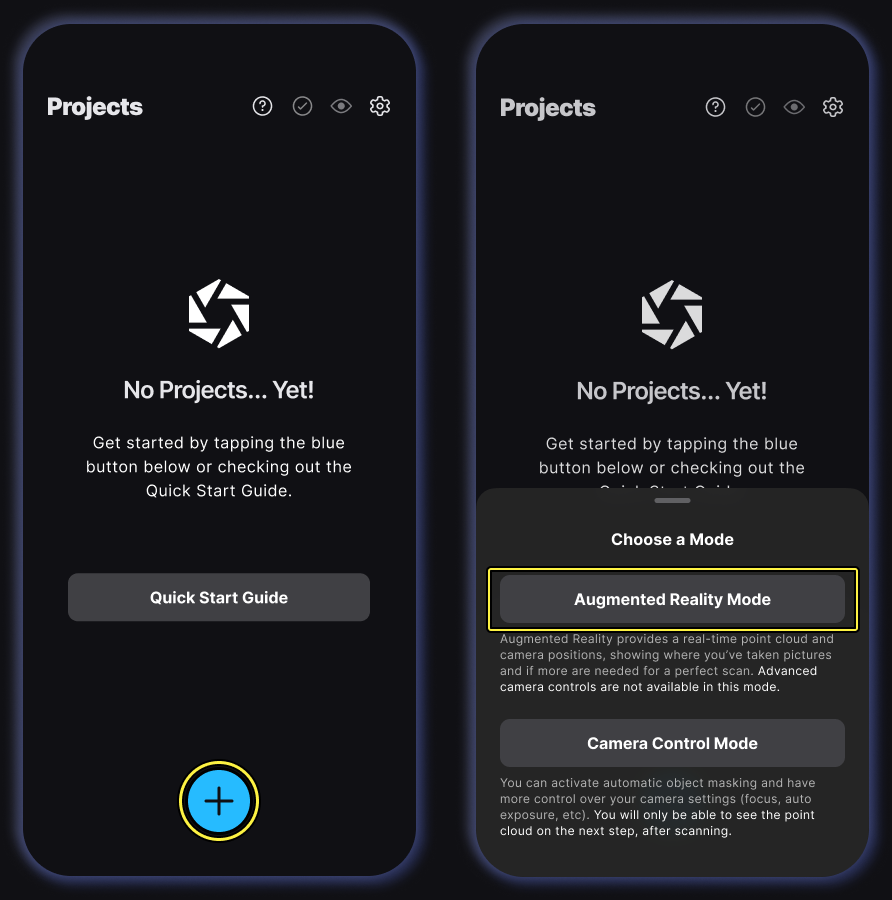 Projects
No Projects... Yet!
Get started by tapping the blue
button below or checking out the
Quick Start Guide.
Quick Start Guide
Projects
No Projects... Yet!
Get started by tapping the blue
button below or checking out the
Choose a Mode
Augmented Reality Mode
Augmented Reality provides a real-time point cloud and
camera positions, showing where you’ve taken pictures
and if more are needed for a perfect scan. Advanced
camera controls are not available in this mode.
Camera Control Mode
You can activate automatic object masking and have
more control over your camera settings (focus, auto
exposure, etc). You will only be able to see the point
cloud on the next step, after scanning.